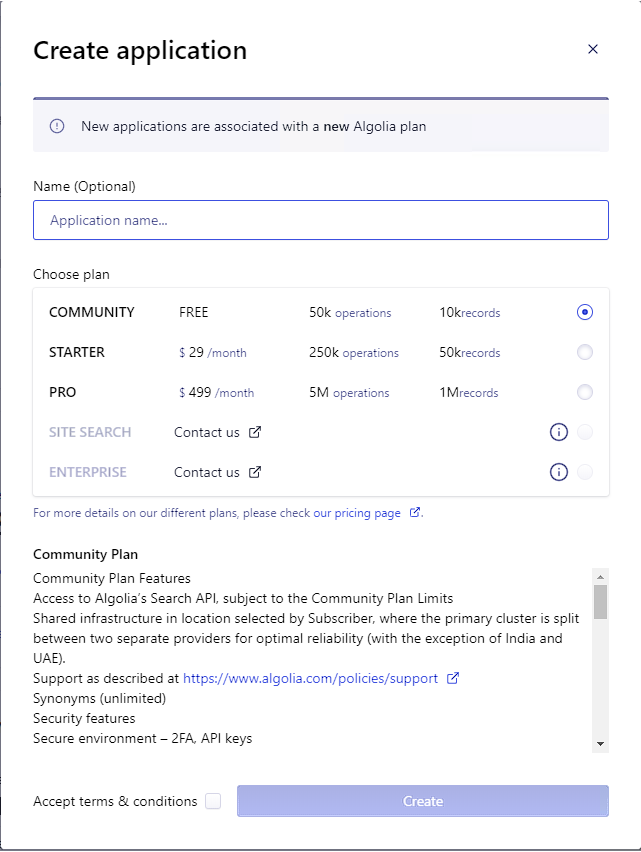 Create application
New applications are associated with a new Algolia plan
Name (Optional)
Application name...
Choose plan
COMMUNITY FREE 50k operations 10krecords
STARTER $ 29 /month 250k operations 50krecords
PRO $ 499 /month 5M operations 1Mrecords
SITE SEARCH Contact us
ENTERPRISE Contact us
For more details on our different plans, please check our pricing page .
Community Plan
Community Plan Features
Access to Algolia’s Search API, subject to the Community Plan Limits
Shared infrastructure in location selected by Subscriber, where the primary cluster is split
between two separate providers for optimal reliability (with the exception of India and
UAE).
Support as described at https://www.algolia.com/policies/support
Synonyms (unlimited)
Security features
Secure environment – 2FA, API keys
Accept terms & conditions Create